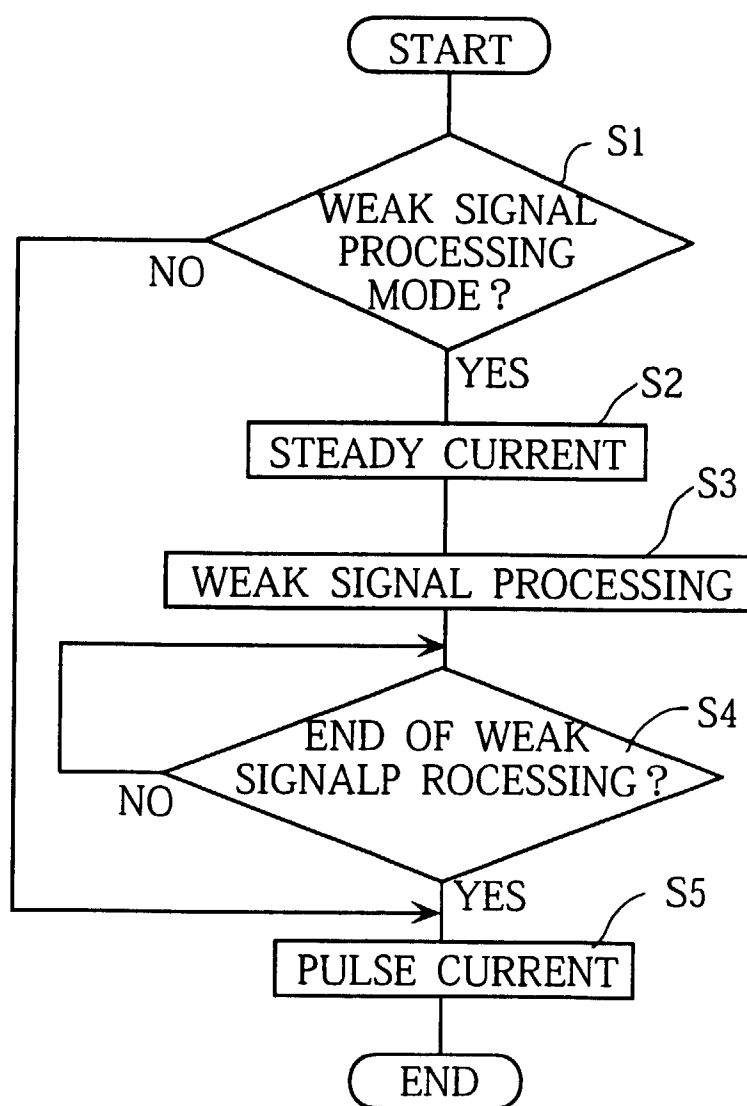 START
S1
WEAK SIGNAL
PROCESSING
MODE?
NO
YES
S2
STEADY CURRENT
S3
WEAK SIGNAL PROCESSING
S4
END OF WEAK
SIGNALP ROCESSING?
NO
YES
S5
PULSE CURRENT
END